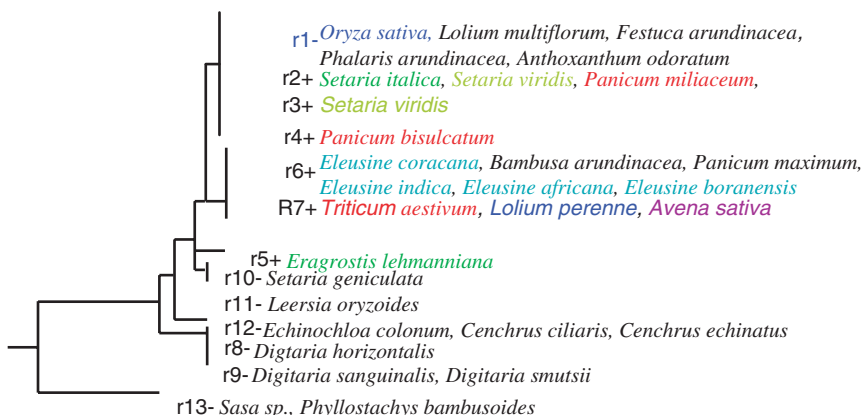 r1- Oryza sativa, Lolium multiflorum, Festuca arundinacea,
Phalaris arundinacea, Anthoxanthum odoratum
r2+ Setaria italica, Setaria viridis, Panicum miliaceum,
r3+ Setaria viridis
r4+ Panicum bisulcatum
r6+ Eleusine coracana, Bambusa arundinacea, Panicum maximum,
Eleusine indica, Eleusine africana, Eleusine boranensis
R7+ Triticum aestivum, Lolium perenne, Avena sativa
r5+ Eragrostis lehmanniana
r10- Setaria geniculata
r11- Leersia oryzoides
r12- Echinochloa colonum, Cenchrus ciliaris, Cenchrus echinatus
r8- Digtaria horizontalis
r9- Digitaria sanguinalis, Digitaria smutsii
r13- Sasa sp., Phyllostachys bambusoides